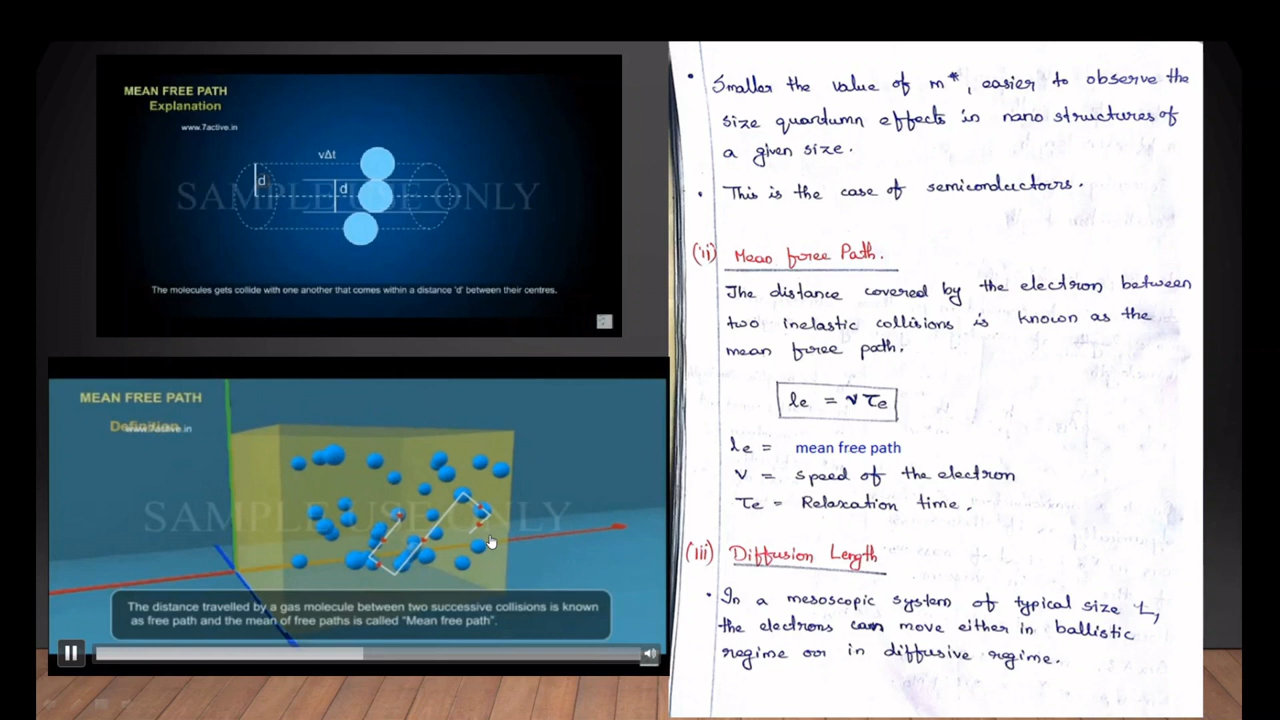 MEAN FREE PATH
Explanation
www.7active.in
vΔt
d
d
SAMPLE USE ONLY
The molecules gets collide with one another that comes within a distance 'd' between their centres.
MEAN FREE PATH
Definition
www.7active.in
SAMPLE USE ONLY
The distance travelled by a gas molecule between two successive collisions is known
as free path and the mean of free paths is called "Mean free path".
• Smaller the value of m*, easier to observe the
size quantumn effects in nano structures of
a given size.
• This is the case of semiconductors.
(ii) Mean free Path.
The distance covered by the electron between
two inelastic collisions is known as the
mean free path.
le = v τe
le = mean free path
v = speed of the electron
τe = Relaxation time.
(iii) Diffusion Length
• In a mesoscopic system of typical size L,
the electrons can move either in ballistic
regime or in diffusive regime.